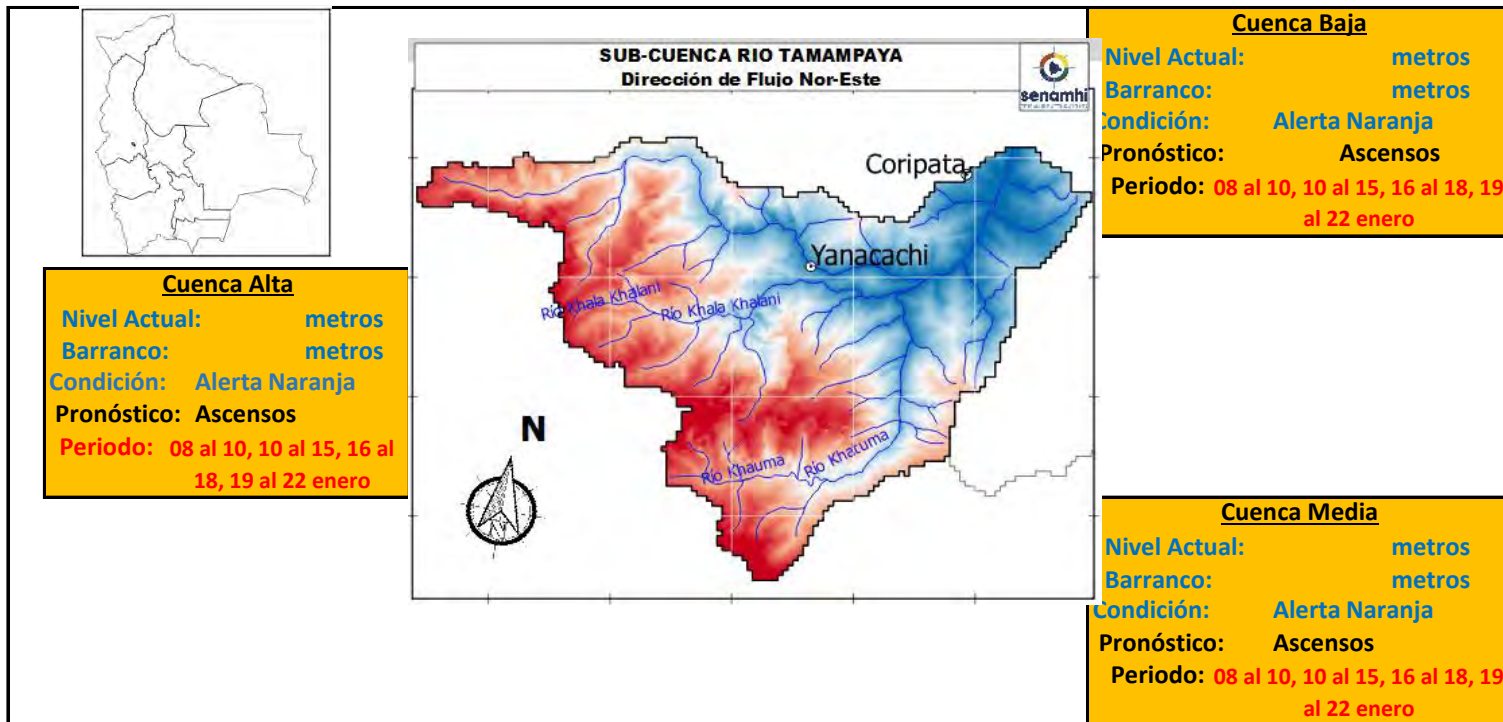 SUB-CUENCA RIO TAMAMPAYA
Dirección de Flujo Nor-Este
senamhi
Coripata
Yanacachi
Río Khala Khalani
Río Khala Khalani
Río Khauma
Río Khatuma
N
Cuenca Alta
Nivel Actual: metros
Barranco: metros
Condición: Alerta Naranja
Pronóstico: Ascensos
Periodo: 08 al 10, 10 al 15, 16 al
18, 19 al 22 enero
Cuenca Baja
Nivel Actual: metros
Barranco: metros
Condición: Alerta Naranja
Pronóstico: Ascensos
Periodo: 08 al 10, 10 al 15, 16 al 18, 19
al 22 enero
Cuenca Media
Nivel Actual: metros
Barranco: metros
Condición: Alerta Naranja
Pronóstico: Ascensos
Periodo: 08 al 10, 10 al 15, 16 al 18, 19
al 22 enero